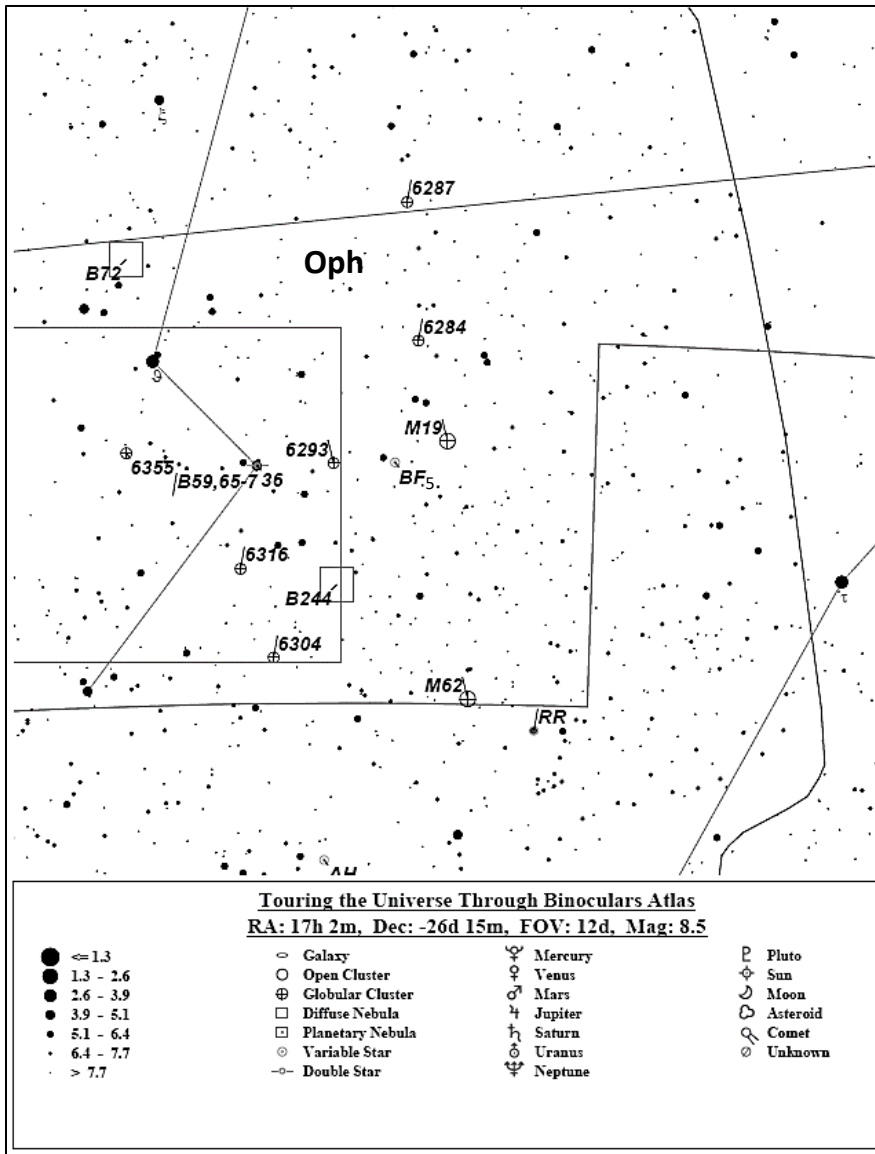 ξ
6287
Oph
B72
6284
ϑ
M19
6355
B59,65-7 36
6293
BF.5.
6316
B244
τ
6304
M62
RR
Touring the Universe Through Binoculars Atlas
RA: 17h 2m, Dec: -26d 15m, FOV: 12d, Mag: 8.5
<= 1.3
1.3 - 2.6
2.6 - 3.9
3.9 - 5.1
5.1 - 6.4
6.4 - 7.7
> 7.7
Galaxy
Open Cluster
Globular Cluster
Diffuse Nebula
Planetary Nebula
Variable Star
Double Star
Mercury
Venus
Mars
Jupiter
Saturn
Uranus
Neptune
Pluto
Sun
Moon
Asteroid
Comet
Unknown